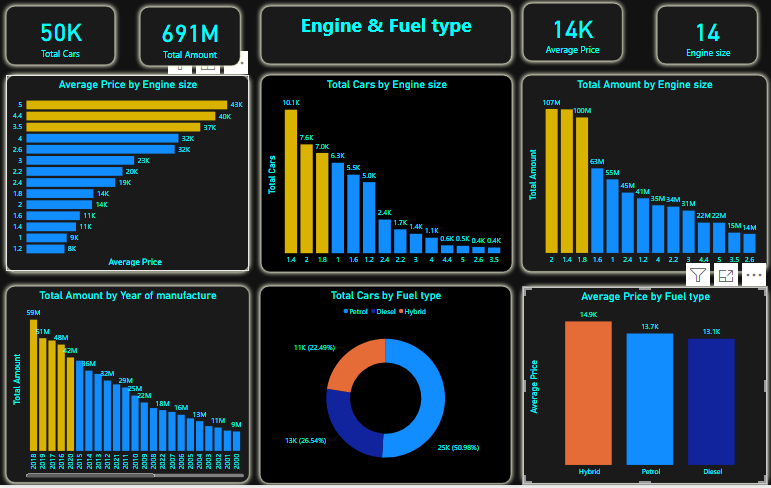 50K
Total Cars
691M
Total Amount
Engine & Fuel type
14K
Average Price
14
Engine size
Average Price by Engine size
5 43K
4.4 40K
3.5 37K
4 32K
2.6 32K
3 23K
2.2 20K
2.4 19K
1.8 14K
2 14K
1.6 11K
1.4 11K
1 9K
1.2 8K
Average Price
Total Cars by Engine size
Total Cars
10.1K 7.6K 7.0K 6.3K 5.5K 5.0K 2.4K 1.7K 1.4K 1.1K 0.6K 0.5K 0.4K 0.4K
1.4 2 1.8 1 1.6 1.2 2.4 2.2 3 4 4.4 5 2.6 3.5
Total Amount by Engine size
Total Amount
107M 100M 63M 55M 45M 41M 35M 34M 31M 22M 22M 15M 14M
2 1.4 1.8 1.6 1 2.4 1.2 4 2.2 3 4.4 5 3.5 2.6
Total Amount by Year of manufacture
Total Amount
59M 51M 48M 42M 36M 32M 29M 25M 22M 18M 16M 13M 11M 9M
2018 2019 2017 2016 2020 2015 2014 2013 2012 2021 2011 2010 2009 2008 2007 2006 2005 2004 2003 2002 2001 2000
Total Cars by Fuel type
Petrol Diesel Hybrid
11K (22.49%)
13K (26.54%)
25K (50.98%)
Average Price by Fuel type
Average Price
14.9K 13.7K 13.1K
Hybrid Petrol Diesel